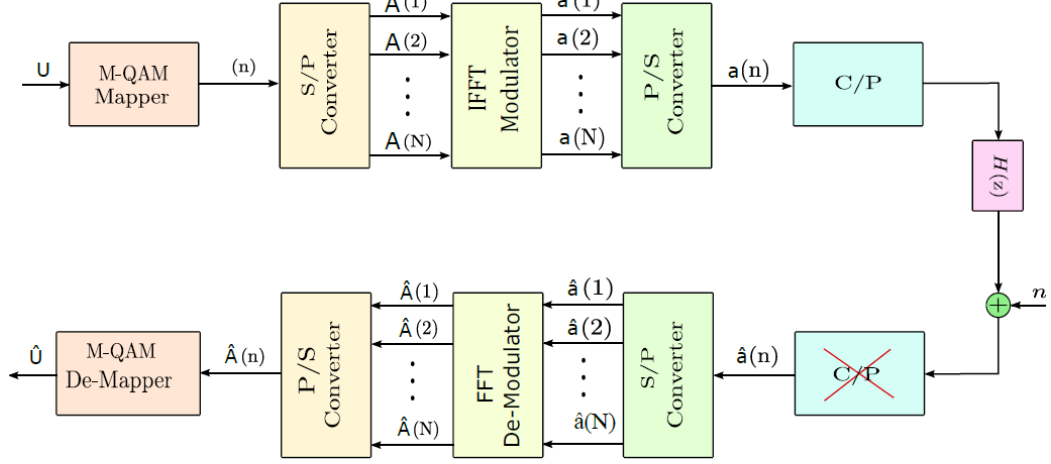 U
M-QAM
Mapper
(n)
S/P
Converter
A(1)
A(2)
A(N)
IFFT
Modulator
a(1)
a(2)
a(N)
P/S
Converter
a(n)
C/P
H(z)
n
C/P
â(n)
S/P
Converter
â(1)
â(2)
â(N)
FFT
De-Modulator
Â(1)
Â(2)
Â(N)
P/S
Converter
Â(n)
M-QAM
De-Mapper
Û